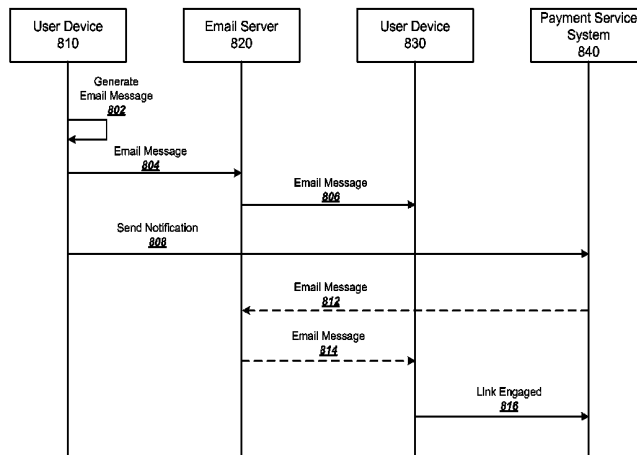 User Device
810
Email Server
820
User Device
830
Payment Service
System
840
Generate
Email Message
802
Email Message
804
Email Message
806
Send Notification
808
Email Message
812
Email Message
814
Link Engaged
816